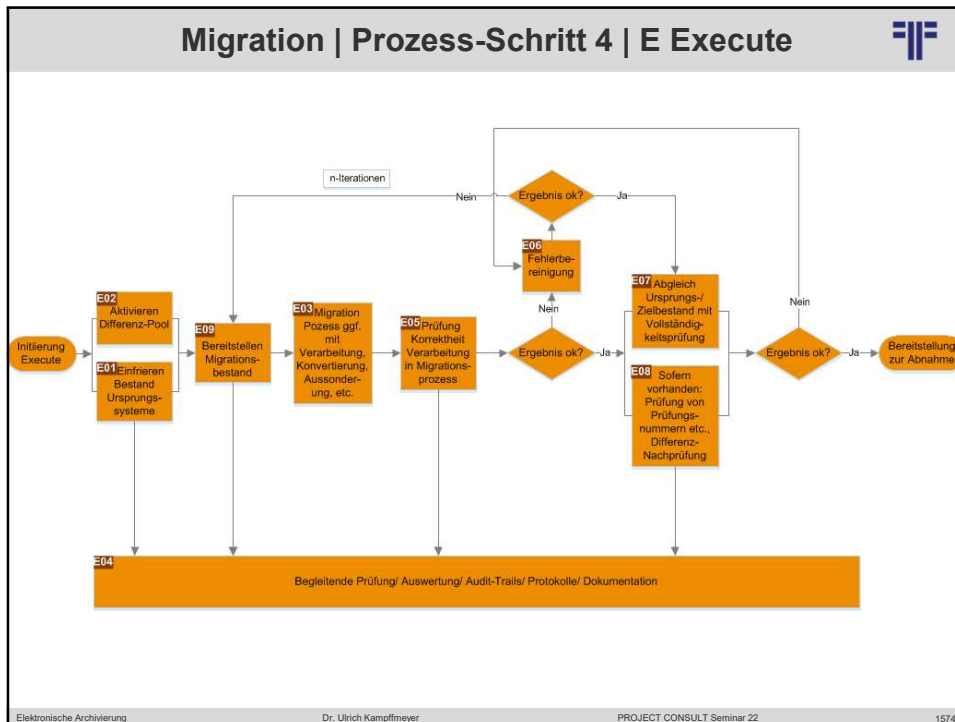 Migration | Prozess-Schritt 4 | E Execute
n-Iterationen
Nein
Ergebnis ok?
Ja
E06
Fehlerbe-
reinigung
Nein
E02
Aktivieren
Differenz-Pool
Initiierung
Execute
E01
Einfrieren
Bestand
Ursprungs-
systeme
E09
Bereitstellen
Migrations-
bestand
E03
Migration
Pozess ggf.
mit
Verarbeitung,
Konvertierung,
Aussonder-
ung, etc.
E05
Prüfung
Korrektheit
Verarbeitung
in Migrations-
prozess
Ergebnis ok?
Ja
E07
Abgleich
Ursprungs-/
Zielbestand mit
Vollständig-
keitsprüfung
E08
Sofern
vorhanden:
Prüfung von
Prüfungs-
nummern etc.,
Differenz-
Nachprüfung
Nein
Ergebnis ok?
Ja
Bereitstellung
zur Abnahme
E04
Begleitende Prüfung/ Auswertung/ Audit-Trails/ Protokolle/ Dokumentation
Elektronische Archivierung
Dr. Ulrich Kampffmeyer
PROJECT CONSULT Seminar 22
1574